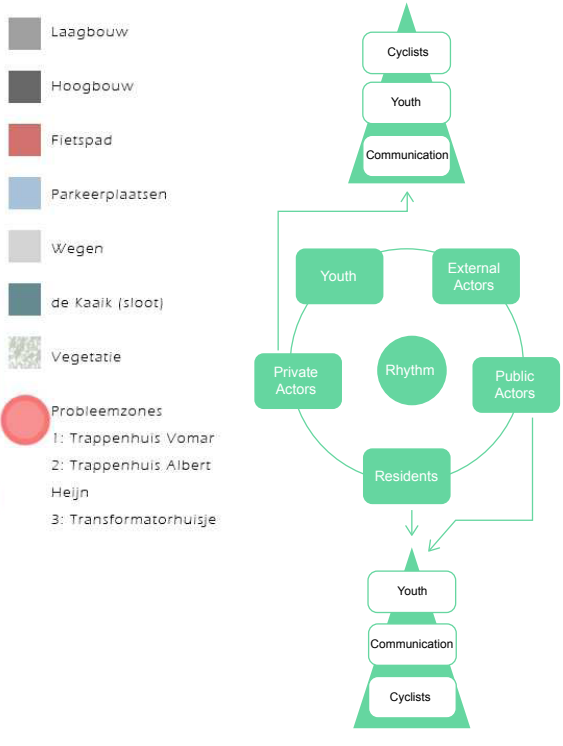 Laagbouw
Hoogbouw
Fietspad
Parkeerplaatsen
Wegen
de Kaaik (sloot)
Vegetatie
Probleemzones
1: Trappenhuis Vomar
2: Trappenhuis Albert
Heijn
3: Transformatorhuisje
Cyclists
Youth
Communication
Youth
External
Actors
Private
Actors
Rhythm
Public
Actors
Residents
Youth
Communication
Cyclists